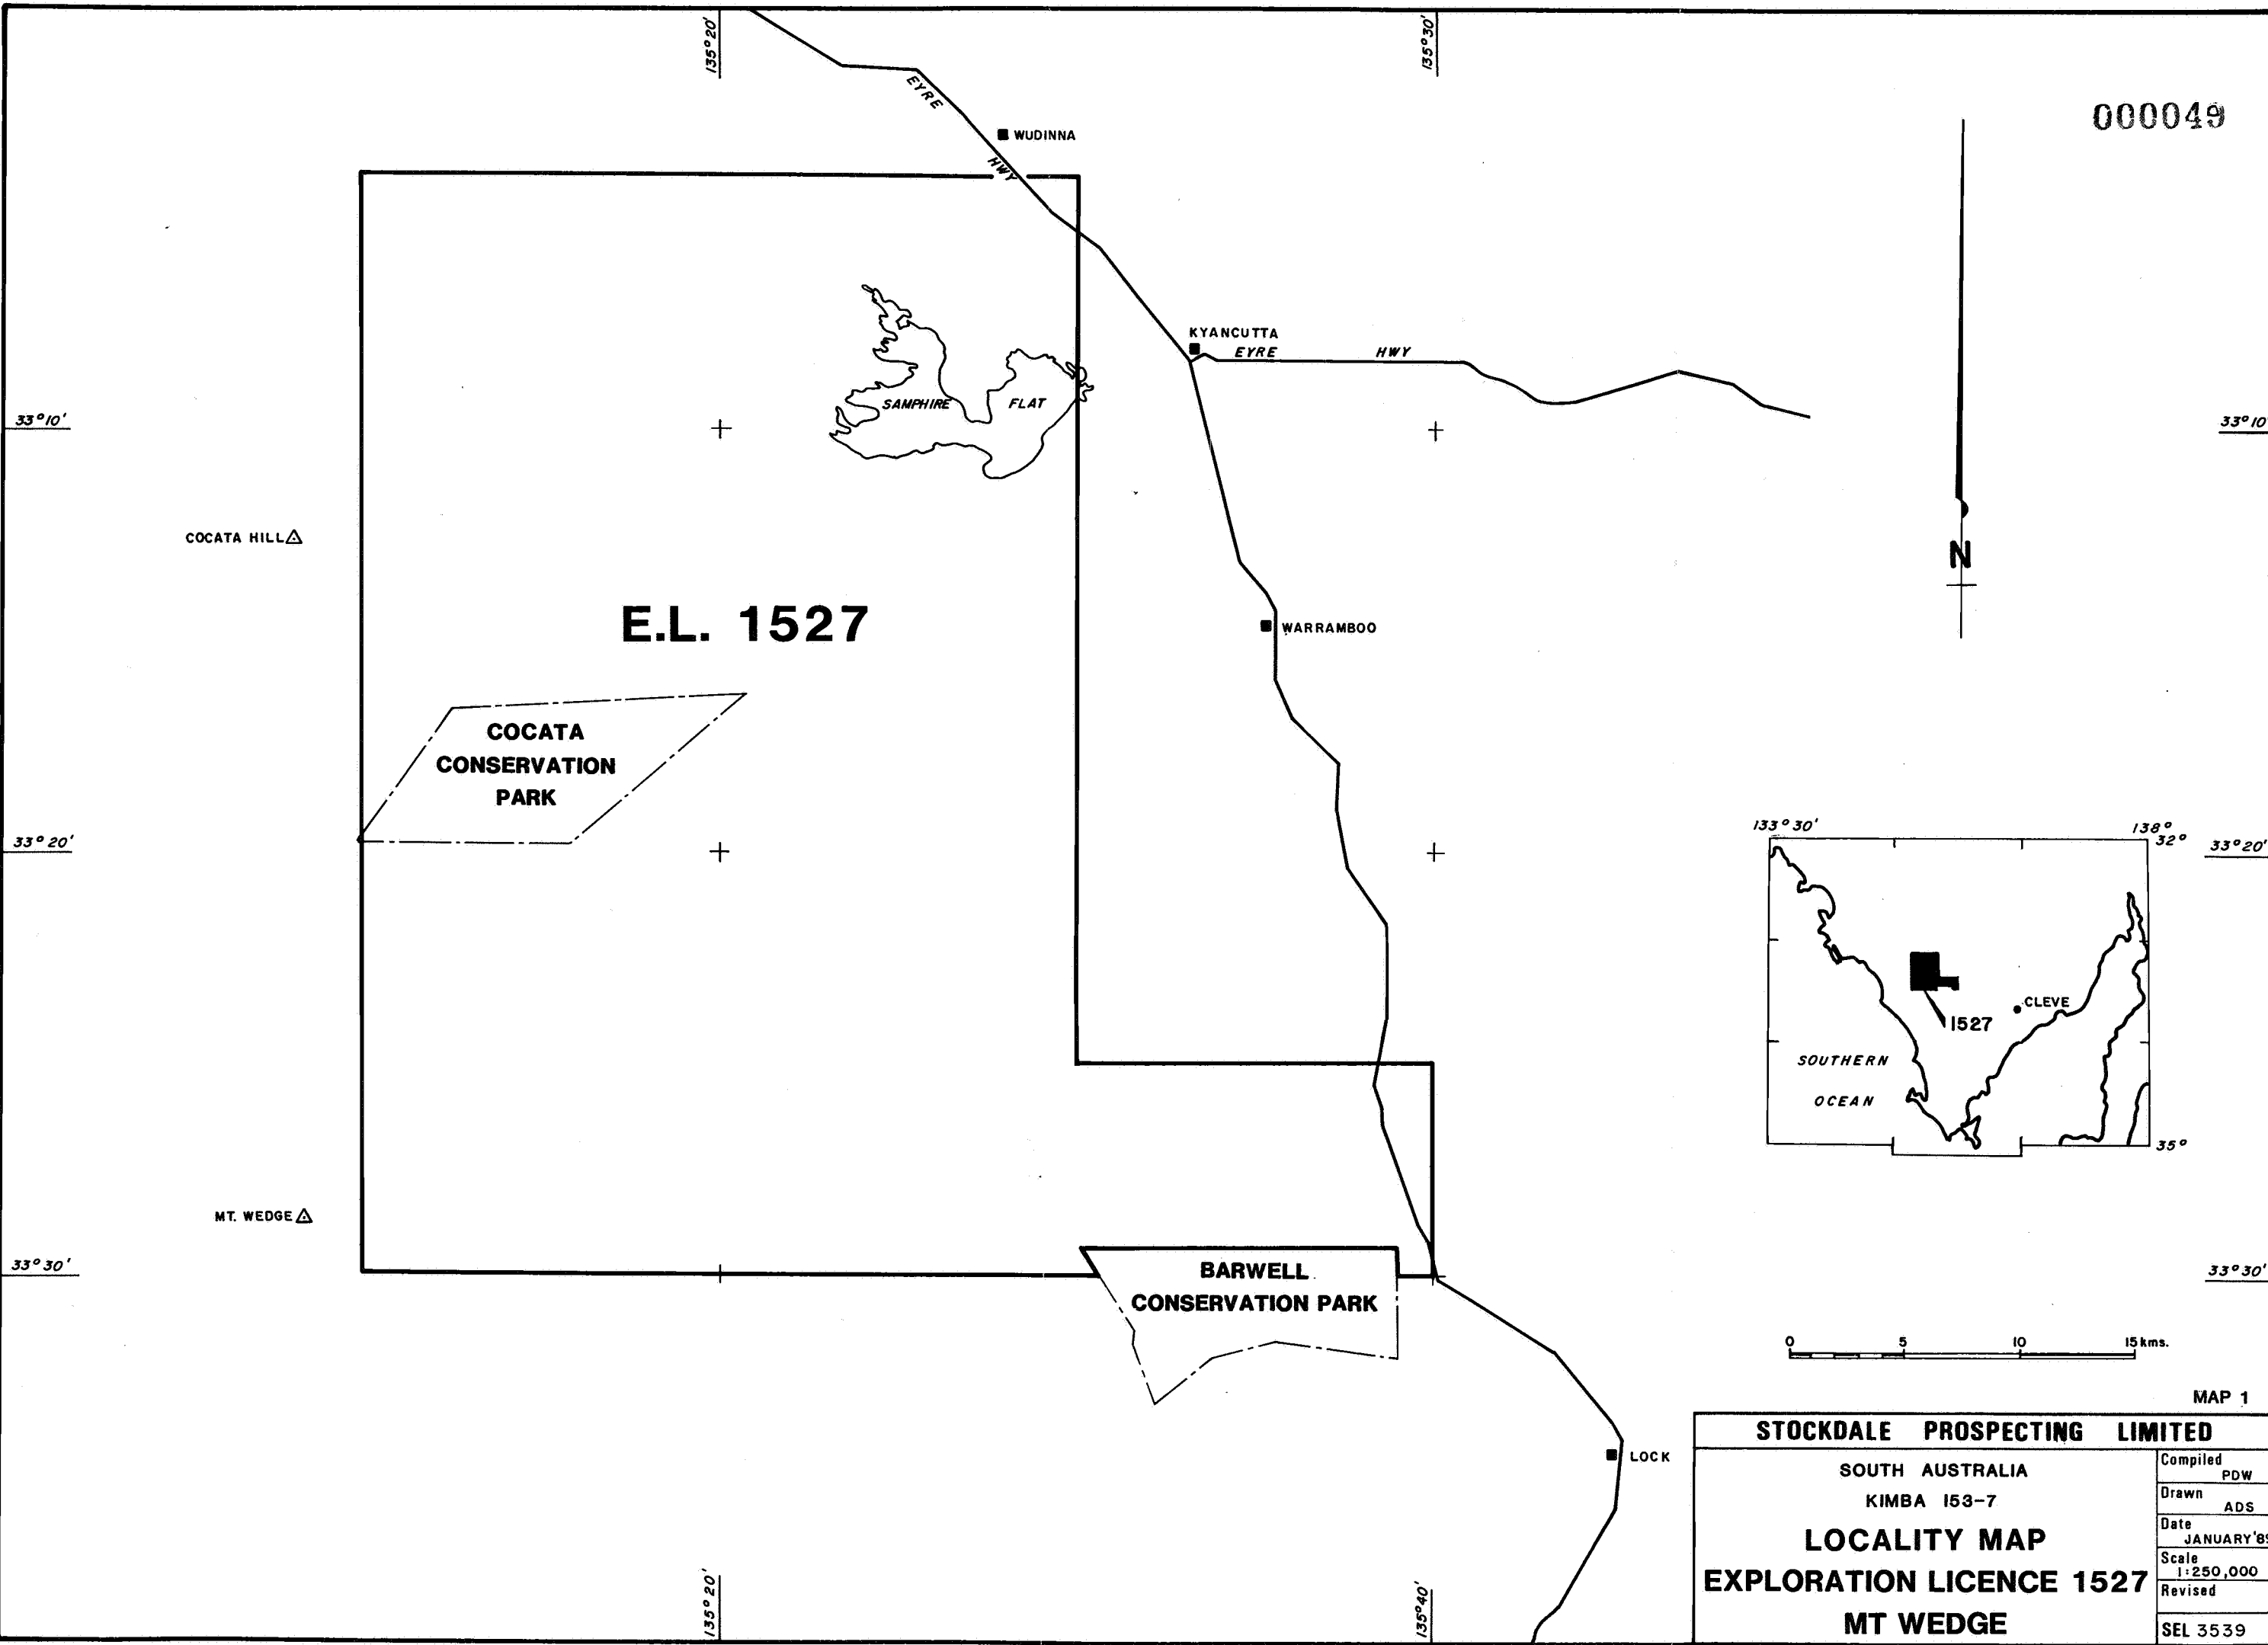 135°20'
135°30'
000049
EYRE
HWY
WUDINNA
KYANCUTTA
EYRE HWY
SAMPHIRE FLAT
33°10'
33°10'
COCATA HILL
N
E.L. 1527
WARRAMBOO
COCATA
CONSERVATION
PARK
133°30'
138°
32°
33°20'
33°20'
CLEVE
1527
SOUTHERN
OCEAN
35°
MT. WEDGE
33°30'
33°30'
BARWELL
CONSERVATION PARK
0 5 10 15kms.
MAP 1
LOCK
STOCKDALE PROSPECTING LIMITED
SOUTH AUSTRALIA
KIMBA I53-7
LOCALITY MAP
EXPLORATION LICENCE 1527
MT WEDGE
Compiled
PDW
Drawn
ADS
Date
JANUARY'89
Scale
1:250,000
Revised
SEL 3539
135°20'
135°40'